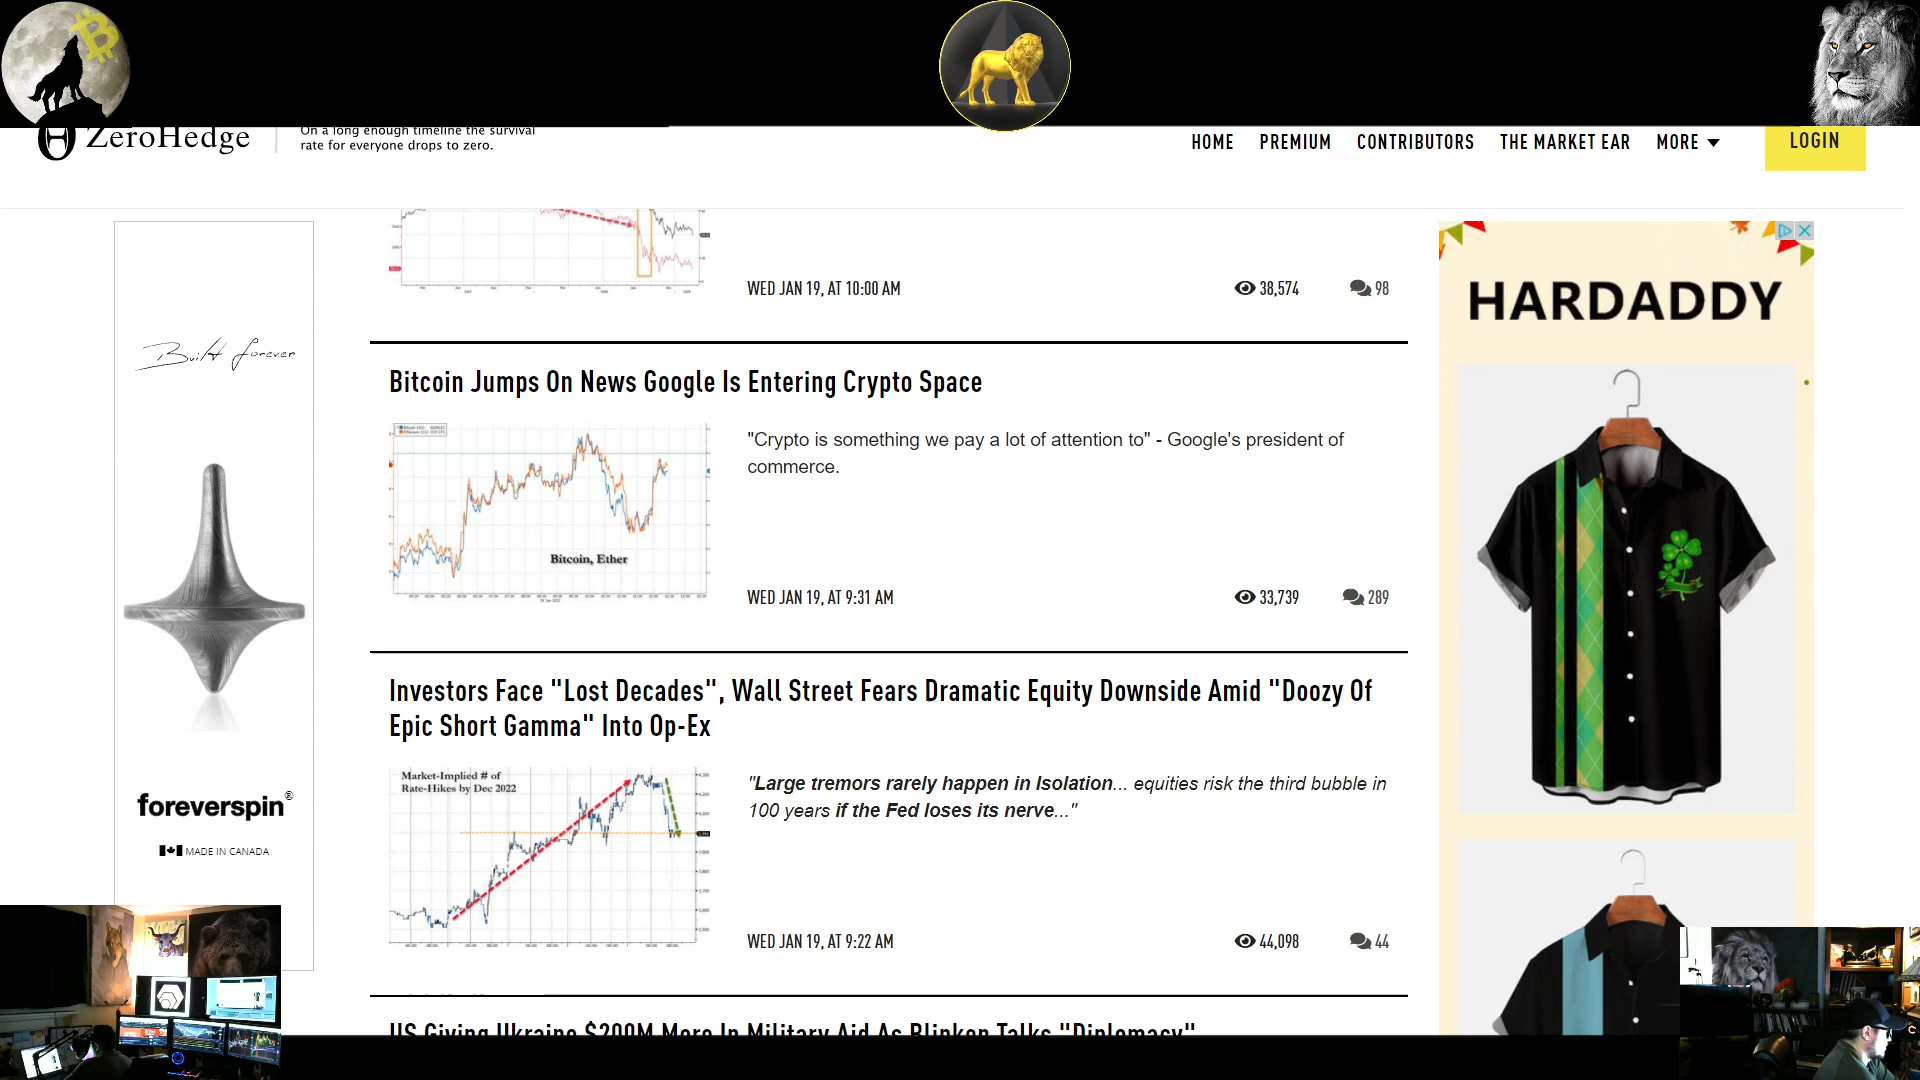 ZeroHedge
On a long enough timeline the survival
rate for everyone drops to zero.
HOME PREMIUM CONTRIBUTORS THE MARKET EAR MORE
LOGIN
WED JAN 19, AT 10:00 AM 38,574 98
Bitcoin Jumps On News Google Is Entering Crypto Space
"Crypto is something we pay a lot of attention to" - Google's president of
commerce.
Bitcoin, Ether
WED JAN 19, AT 9:31 AM 33,739 289
Investors Face "Lost Decades", Wall Street Fears Dramatic Equity Downside Amid "Doozy Of
Epic Short Gamma" Into Op-Ex
Market-Implied # of
Rate-Hikes by Dec 2022
"Large tremors rarely happen in Isolation... equities risk the third bubble in
100 years if the Fed loses its nerve..."
WED JAN 19, AT 9:22 AM 44,098 44
US Giving Ukraine $200M More In Military Aid As Blinken Talks "Diplomacy"
Built forever
foreverspin®
MADE IN CANADA
HARDADDY